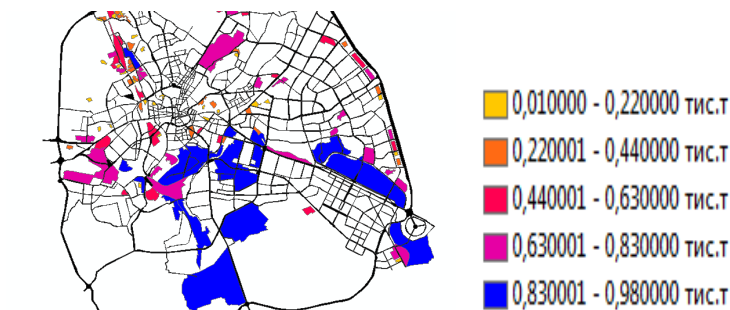 0,010000 - 0,220000 тис.т
0,220001 - 0,440000 тис.т
0,440001 - 0,630000 тис.т
0,630001 - 0,830000 тис.т
0,830001 - 0,980000 тис.т